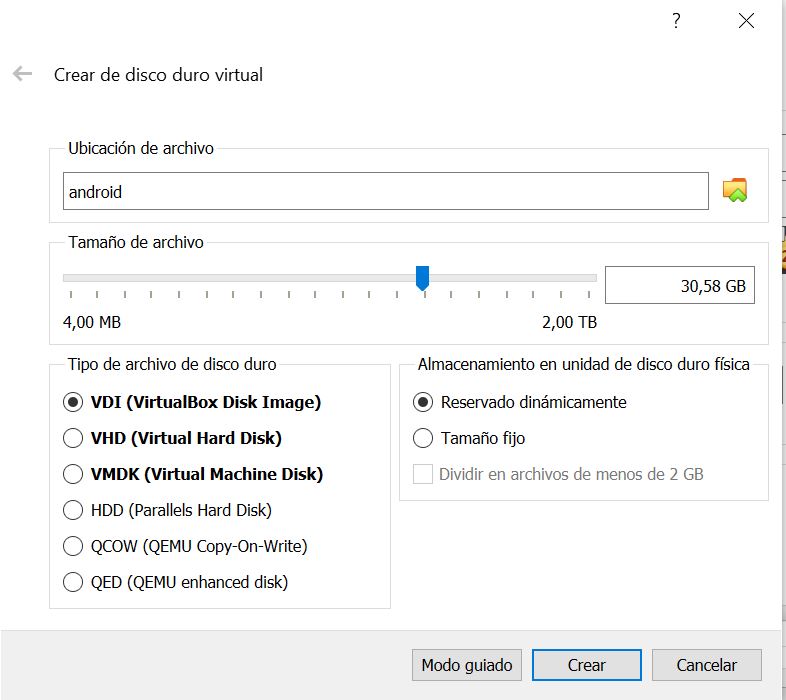 ?
Crear de disco duro virtual
Ubicación de archivo
android
Tamaño de archivo
30,58 GB
4,00 MB 2,00 TB
Tipo de archivo de disco duro
VDI (VirtualBox Disk Image)
VHD (Virtual Hard Disk)
VMDK (Virtual Machine Disk)
HDD (Parallels Hard Disk)
QCOW (QEMU Copy-On-Write)
QED (QEMU enhanced disk)
Almacenamiento en unidad de disco duro física
Reservado dinámicamente
Tamaño fijo
Dividir en archivos de menos de 2 GB
Modo guiado Crear Cancelar